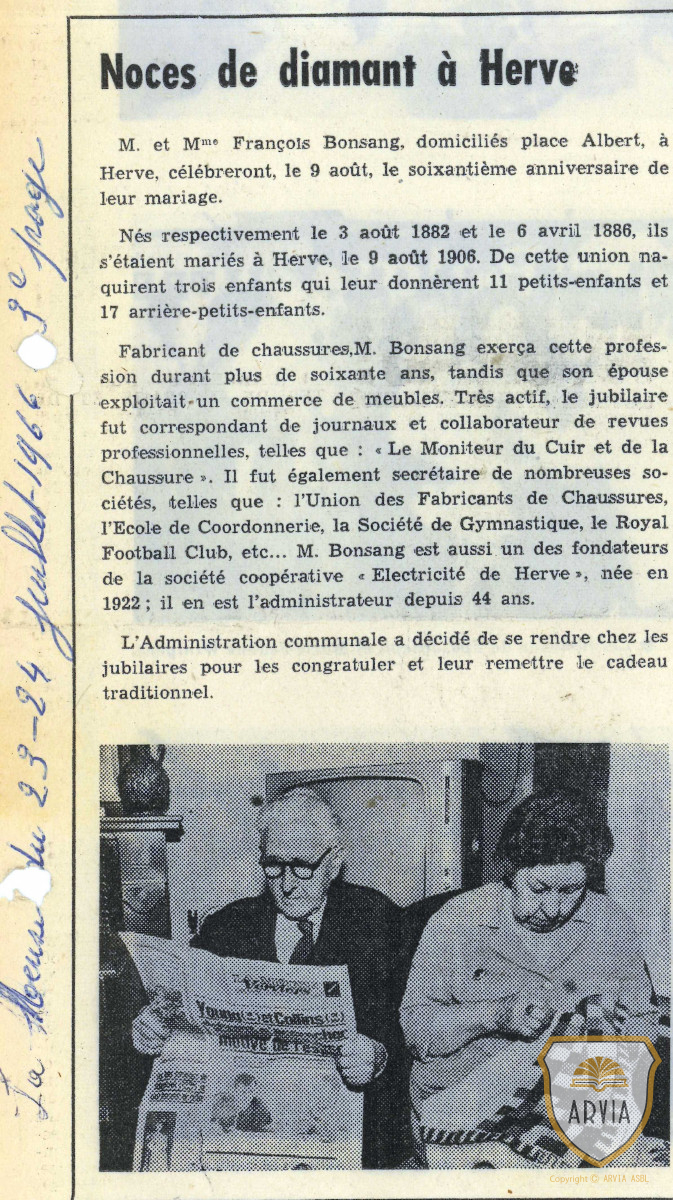 Noces de diamant à Herve
M. et Mme François Bonsang, domiciliés place Albert, à
Herve, célébreront, le 9 août, le soixantième anniversaire de
leur mariage.
Nés respectivement le 3 août 1882 et le 6 avril 1886, ils
s'étaient mariés à Herve, le 9 août 1906. De cette union na-
quirent trois enfants qui leur donnèrent 11 petits-enfants et
17 arrière-petits-enfants.
Fabricant de chaussures,M. Bonsang exerça cette profes-
sion durant plus de soixante ans, tandis que son épouse
exploitait un commerce de meubles. Très actif, le jubilaire
fut correspondant de journaux et collaborateur de revues
professionnelles, telles que : « Le Moniteur du Cuir et de la
Chaussure ». Il fut également secrétaire de nombreuses so-
ciétés, telles que : l'Union des Fabricants de Chaussures,
l'Ecole de Coordonnerie, la Société de Gymnastique, le Royal
Football Club, etc... M. Bonsang est aussi un des fondateurs
de la société coopérative « Electricité de Herve », née en
1922 ; il en est l'administrateur depuis 44 ans.
L'Administration communale a décidé de se rendre chez les
jubilaires pour les congratuler et leur remettre le cadeau
traditionnel.
La Meuse du 23-24 juillet-1966 3e page
Young et Collins
ARVIA
Copyright © ARVIA ASBL